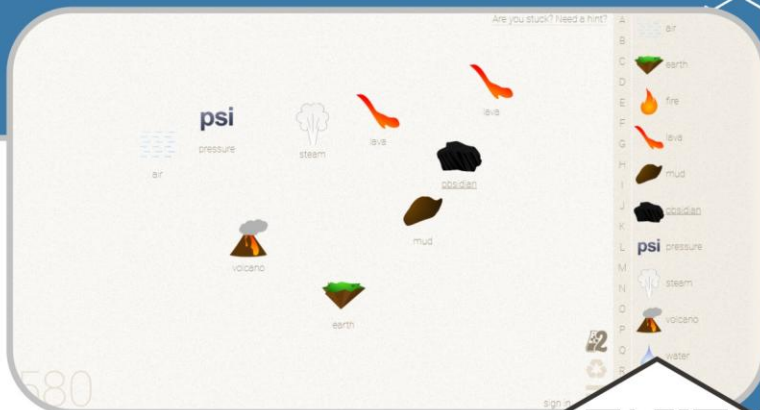 Are you stuck? Need a hint?
psi
pressure
air
steam
lava
lava
obsidian
mud
volcano
earth
580
sign in
A
B
C
D
E
F
G
H
I
J
K
L
M
N
O
P
Q
R
air
earth
fire
lava
mud
obsidian
psi pressure
steam
volcano
water